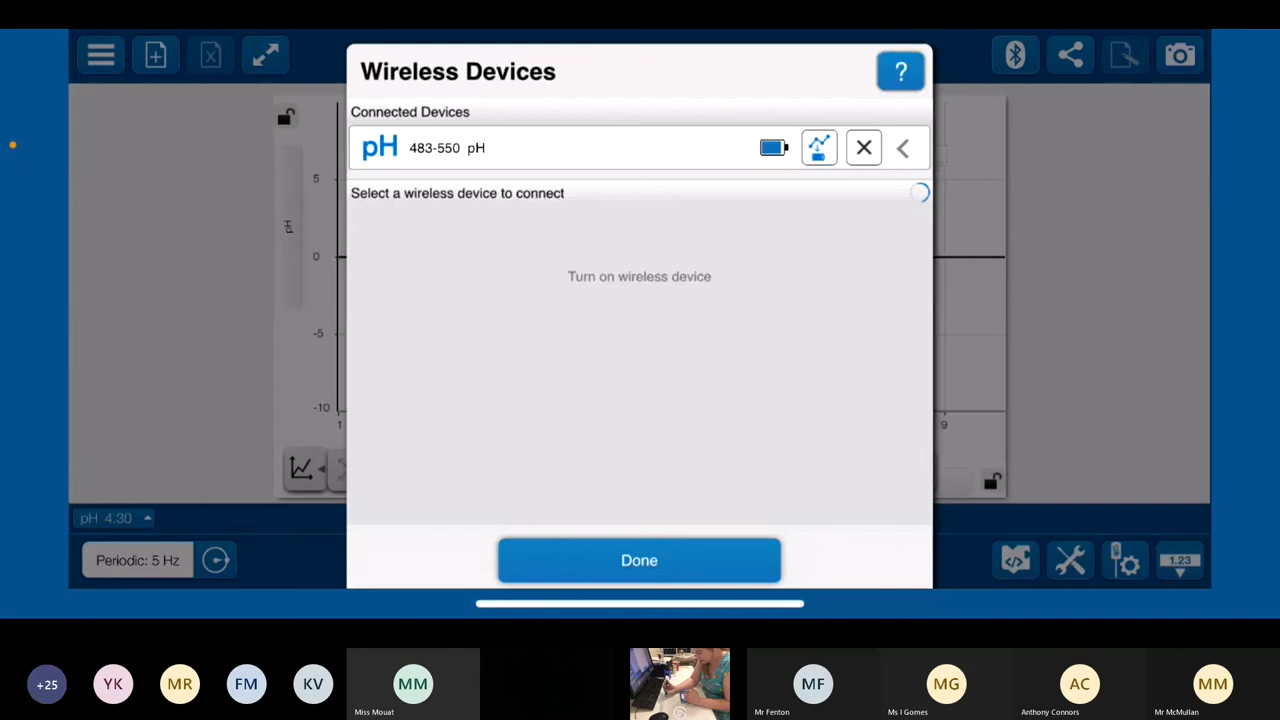 Wireless Devices
?
Connected Devices
pH 483-550 pH
Select a wireless device to connect
Turn on wireless device
5
pH
0
-5
-10
1
9
pH 4.30
Periodic: 5 Hz
Done
1.23
+25
YK
MR
FM
KV
MM
Miss Mouat
MF
Mr Fenton
MG
Ms I Gomes
AC
Anthony Connors
MM
Mr McMullan